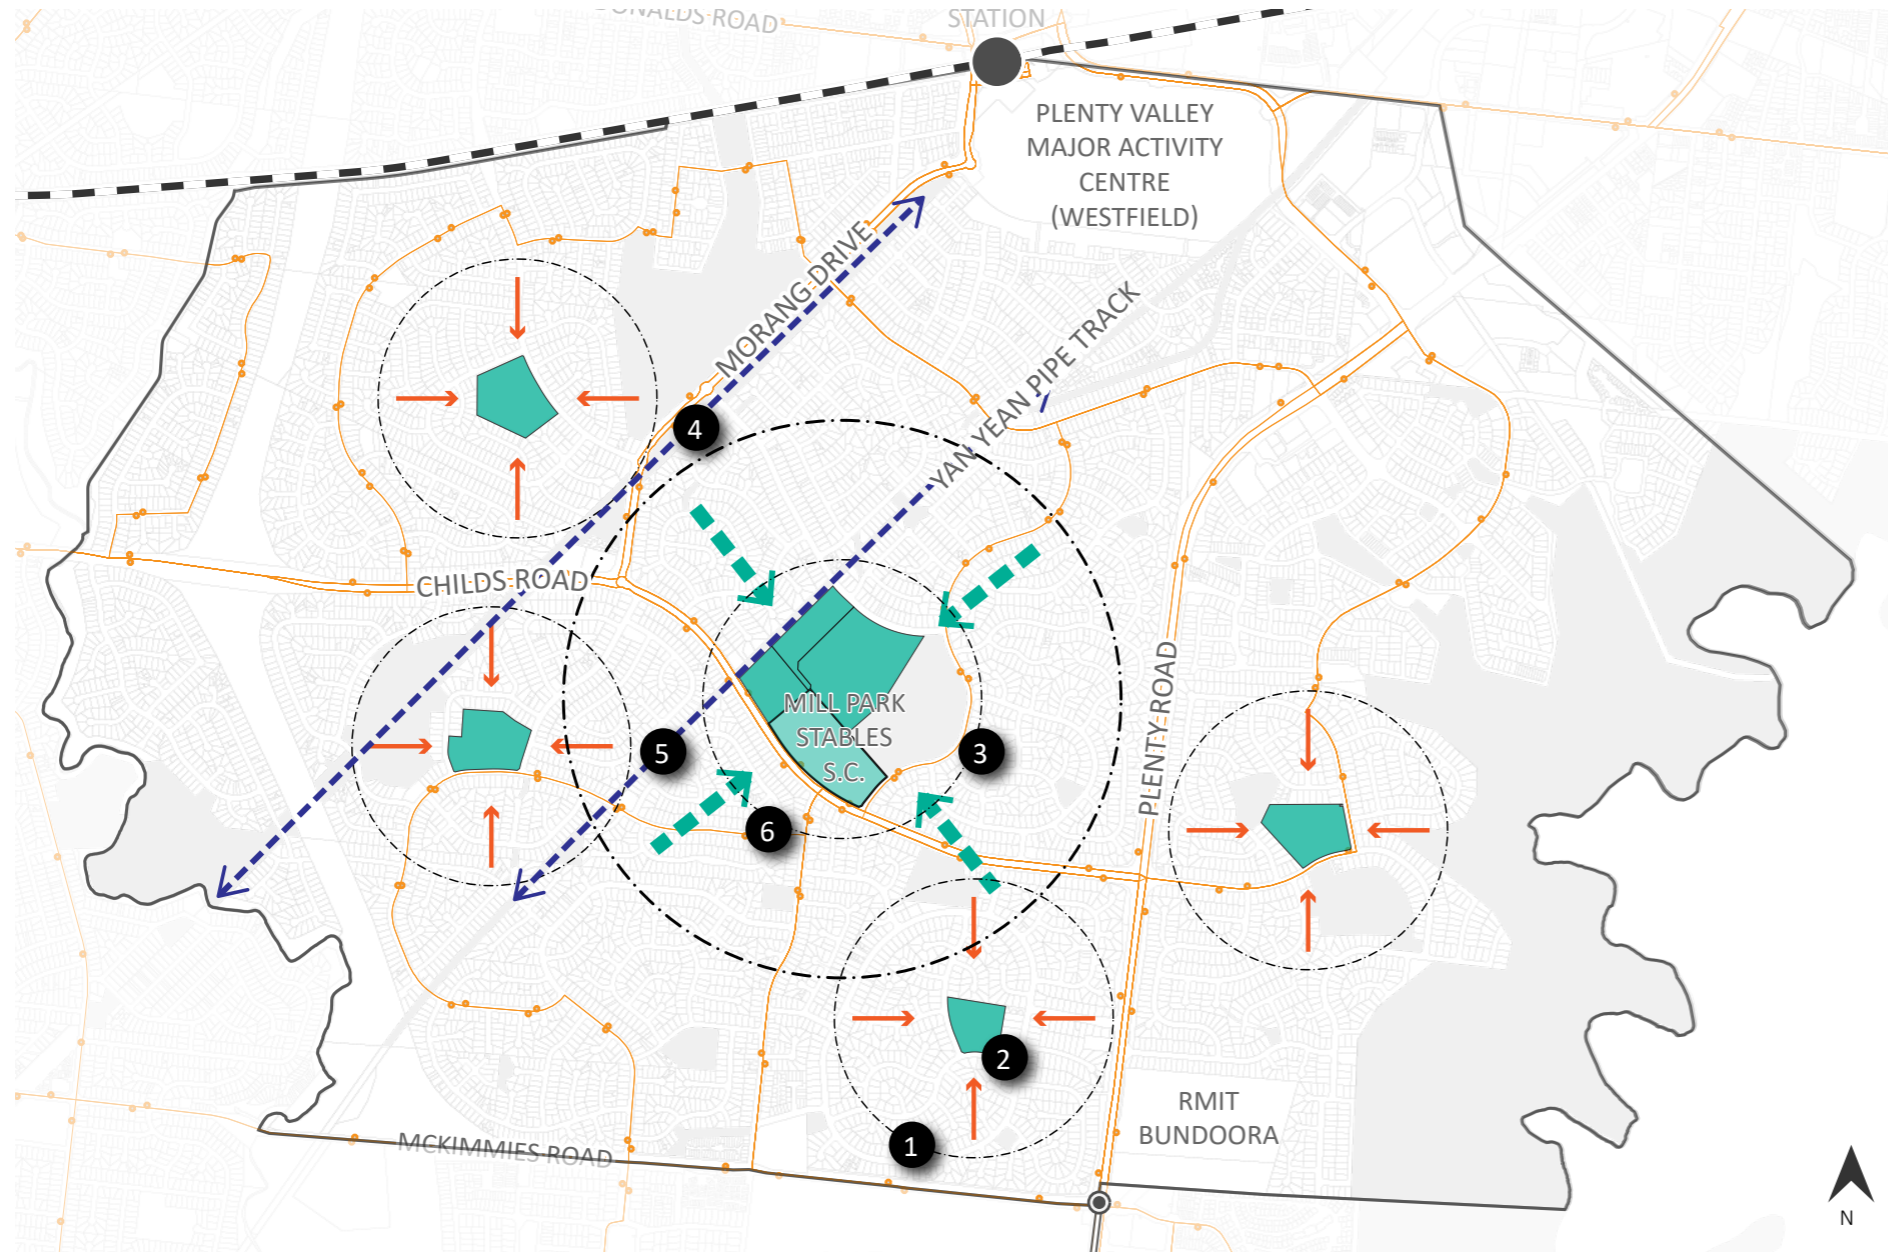 STATION
PLENTY VALLEY
MAJOR ACTIVITY
CENTRE
(WESTFIELD)
MORANG DRIVE
YAN YEAN PIPE TRACK
4
CHILDS ROAD
MILL PARK
STABLES
S.C.
5
3
6
PLENTY ROAD
2
1
RMIT
BUNDOORA
MCKIMMIES ROAD
N